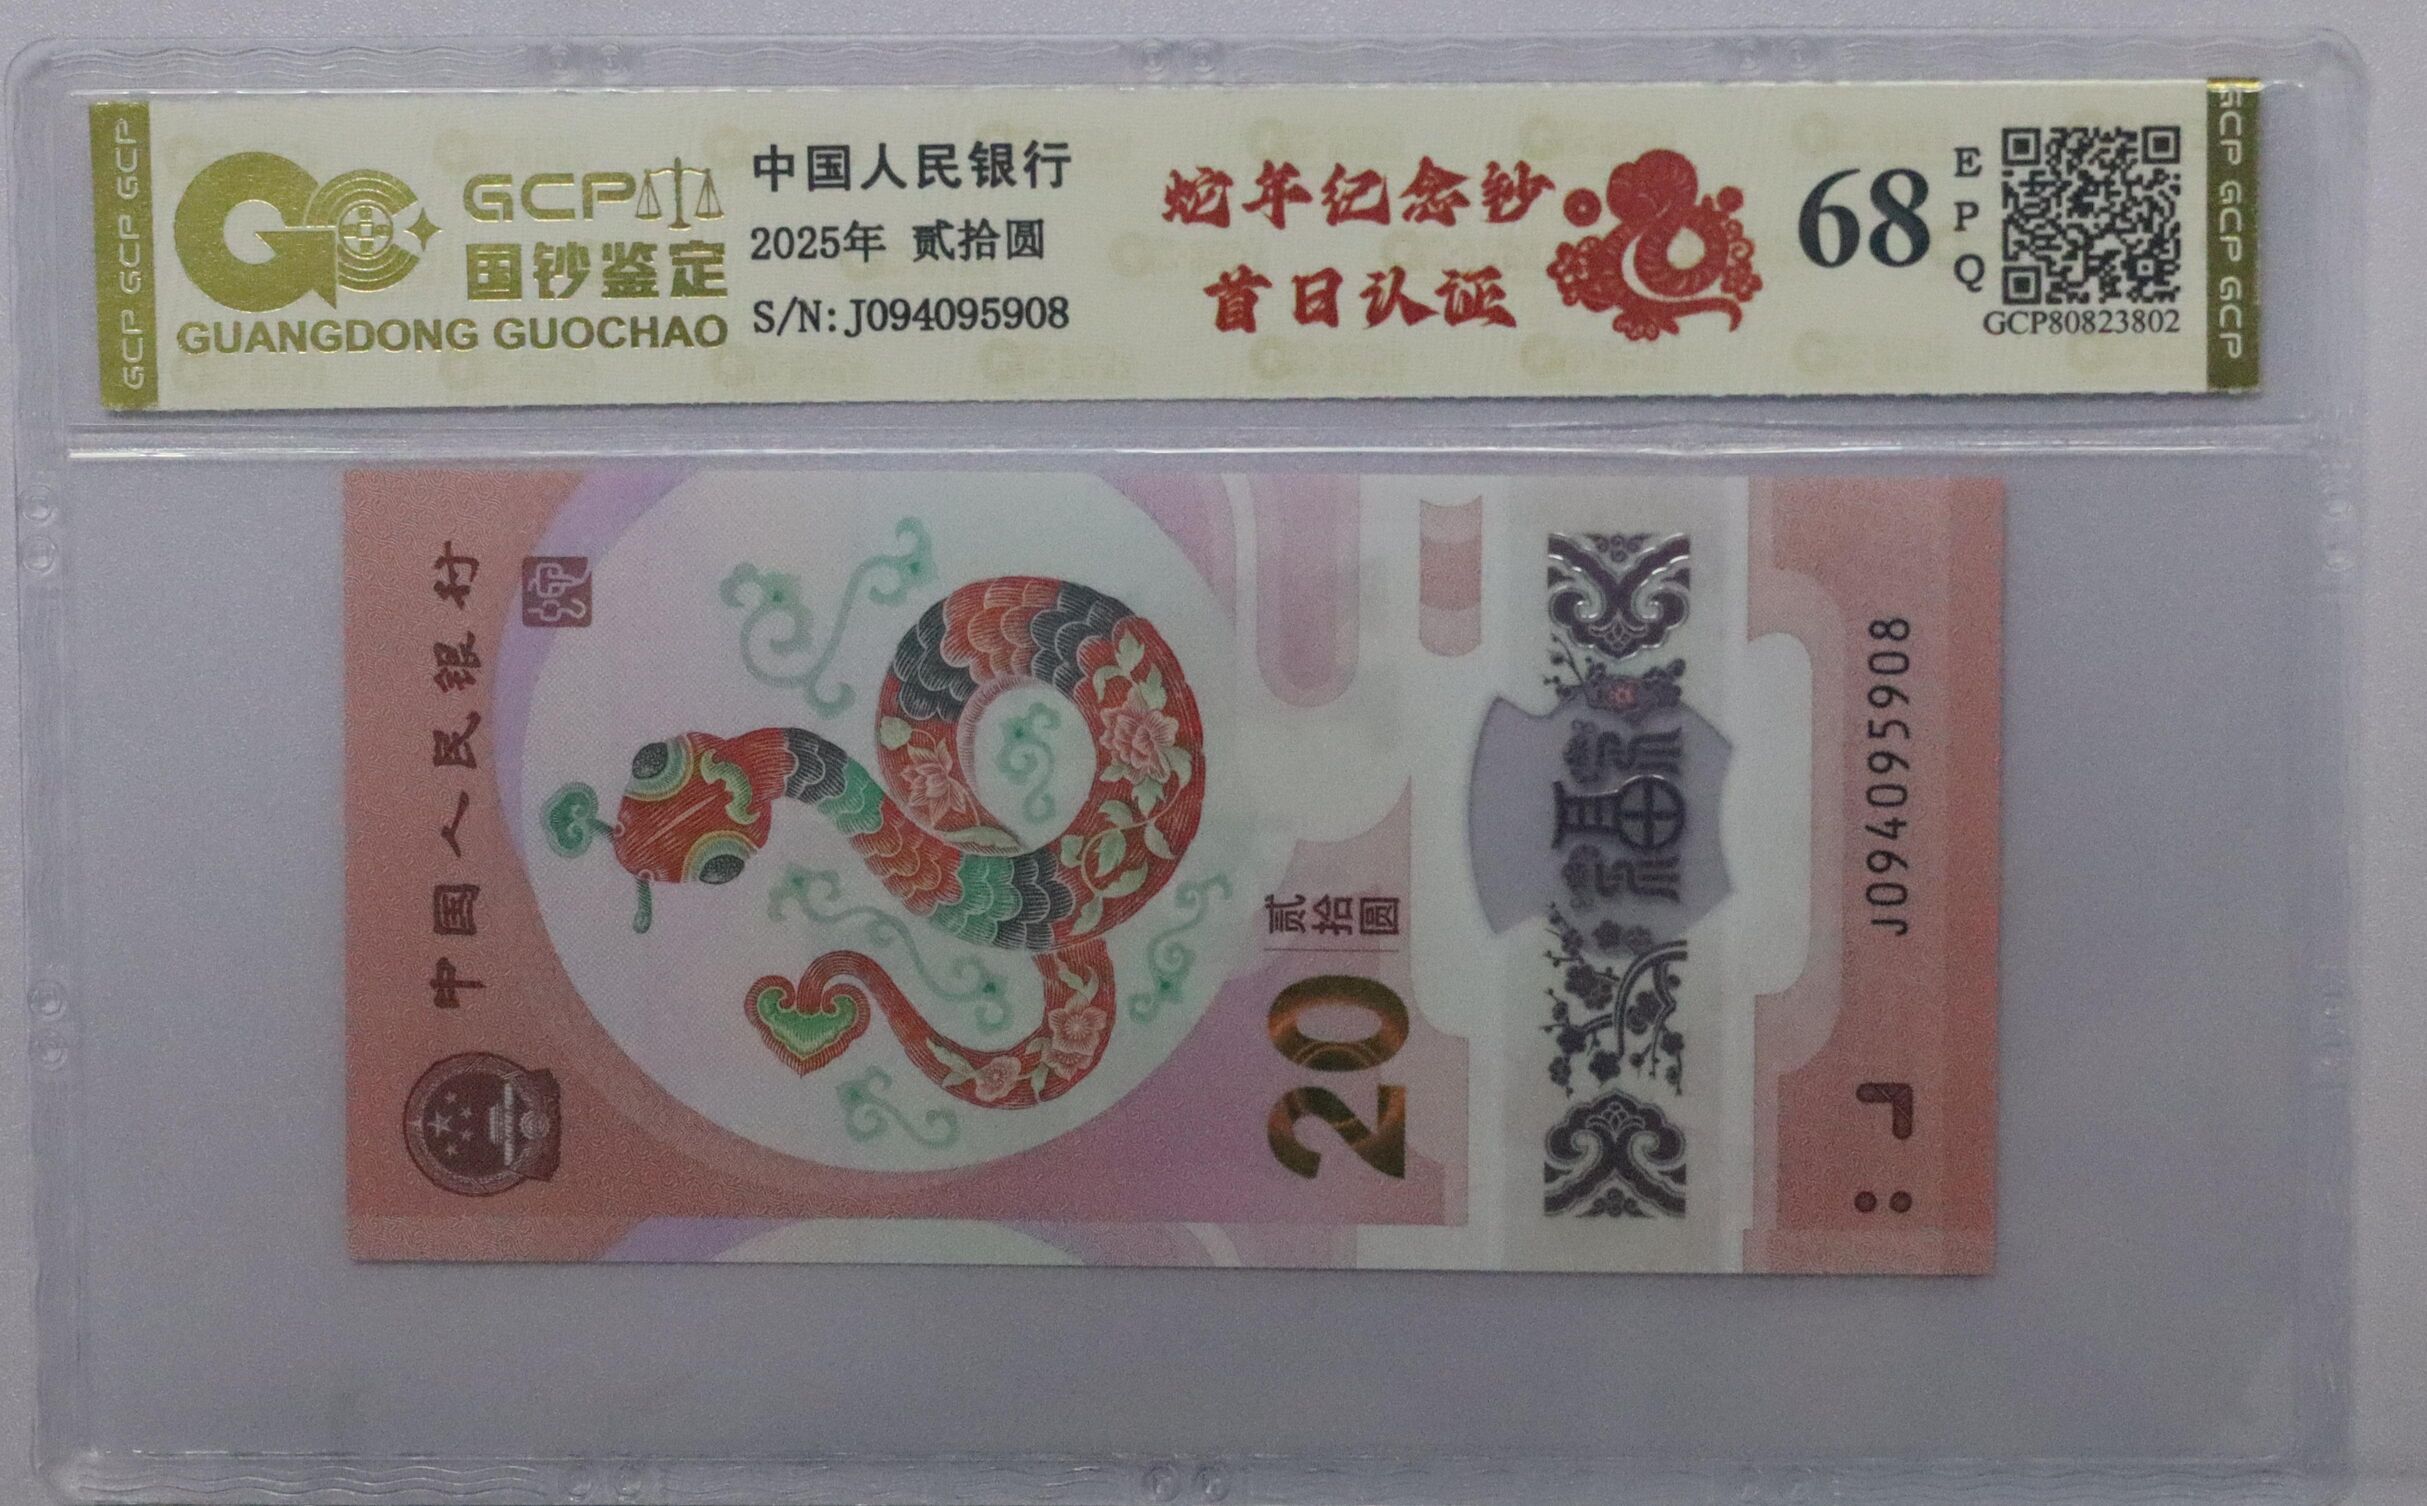 GCP GCP GCP
GCP
国钞鉴定
GUANGDONG GUOCHAO
中国人民银行
2025年 贰拾圆
S/N: J094095908
蛇年纪念钞
首日认证
68
EPQ
GCP80823802
GCP GCP GCP
中国人民银行
20
贰拾圆
福
J094095908